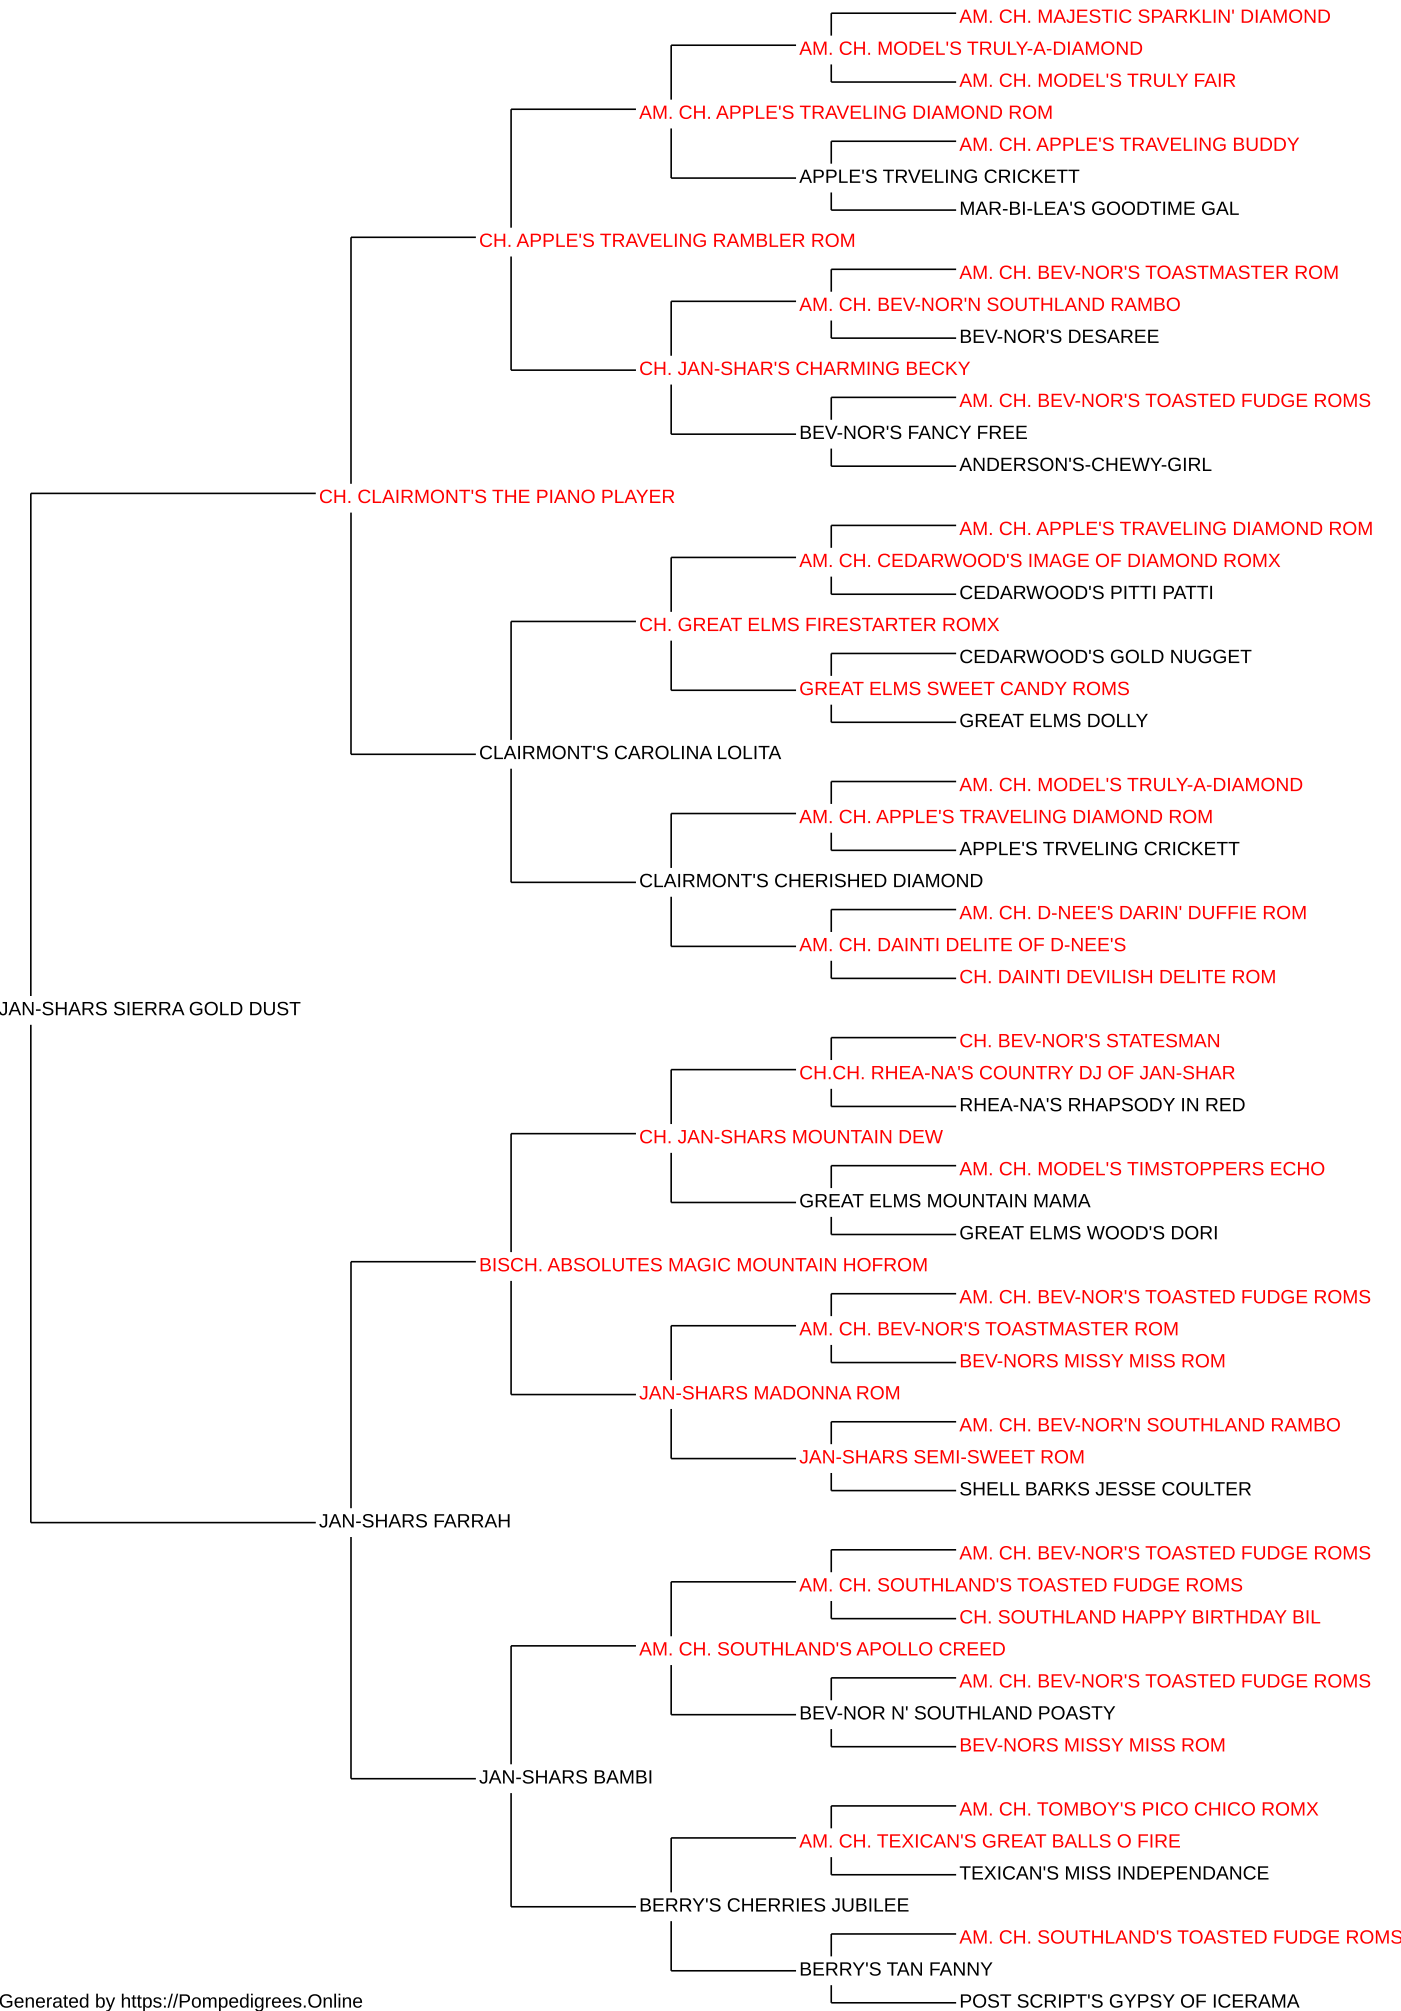 AM. CH. MAJESTIC SPARKLIN' DIAMOND
AM. CH. MODEL'S TRULY-A-DIAMOND
AM. CH. MODEL'S TRULY FAIR
AM. CH. APPLE'S TRAVELING DIAMOND ROM
AM. CH. APPLE'S TRAVELING BUDDY
APPLE'S TRVELING CRICKETT
MAR-BI-LEA'S GOODTIME GAL
CH. APPLE'S TRAVELING RAMBLER ROM
AM. CH. BEV-NOR'S TOASTMASTER ROM
AM. CH. BEV-NOR'N SOUTHLAND RAMBO
BEV-NOR'S DESAREE
CH. JAN-SHAR'S CHARMING BECKY
AM. CH. BEV-NOR'S TOASTED FUDGE ROMS
BEV-NOR'S FANCY FREE
ANDERSON'S-CHEWY-GIRL
CH. CLAIRMONT'S THE PIANO PLAYER
AM. CH. APPLE'S TRAVELING DIAMOND ROM
AM. CH. CEDARWOOD'S IMAGE OF DIAMOND ROMX
CEDARWOOD'S PITTI PATTI
CH. GREAT ELMS FIRESTARTER ROMX
CEDARWOOD'S GOLD NUGGET
GREAT ELMS SWEET CANDY ROMS
GREAT ELMS DOLLY
CLAIRMONT'S CAROLINA LOLITA
AM. CH. MODEL'S TRULY-A-DIAMOND
AM. CH. APPLE'S TRAVELING DIAMOND ROM
APPLE'S TRVELING CRICKETT
CLAIRMONT'S CHERISHED DIAMOND
AM. CH. D-NEE'S DARIN' DUFFIE ROM
AM. CH. DAINTI DELITE OF D-NEE'S
CH. DAINTI DEVILISH DELITE ROM
JAN-SHARS SIERRA GOLD DUST
CH. BEV-NOR'S STATESMAN
CH.CH. RHEA-NA'S COUNTRY DJ OF JAN-SHAR
RHEA-NA'S RHAPSODY IN RED
CH. JAN-SHARS MOUNTAIN DEW
AM. CH. MODEL'S TIMSTOPPERS ECHO
GREAT ELMS MOUNTAIN MAMA
GREAT ELMS WOOD'S DORI
BISCH. ABSOLUTES MAGIC MOUNTAIN HOFROM
AM. CH. BEV-NOR'S TOASTED FUDGE ROMS
AM. CH. BEV-NOR'S TOASTMASTER ROM
BEV-NORS MISSY MISS ROM
JAN-SHARS MADONNA ROM
AM. CH. BEV-NOR'N SOUTHLAND RAMBO
JAN-SHARS SEMI-SWEET ROM
SHELL BARKS JESSE COULTER
JAN-SHARS FARRAH
AM. CH. BEV-NOR'S TOASTED FUDGE ROMS
AM. CH. SOUTHLAND'S TOASTED FUDGE ROMS
CH. SOUTHLAND HAPPY BIRTHDAY BIL
AM. CH. SOUTHLAND'S APOLLO CREED
AM. CH. BEV-NOR'S TOASTED FUDGE ROMS
BEV-NOR N' SOUTHLAND POASTY
BEV-NORS MISSY MISS ROM
JAN-SHARS BAMBI
AM. CH. TOMBOY'S PICO CHICO ROMX
AM. CH. TEXICAN'S GREAT BALLS O FIRE
TEXICAN'S MISS INDEPENDANCE
BERRY'S CHERRIES JUBILEE
AM. CH. SOUTHLAND'S TOASTED FUDGE ROMS
BERRY'S TAN FANNY
POST SCRIPT'S GYPSY OF ICERAMA
Generated by https://Pompedigrees.Online